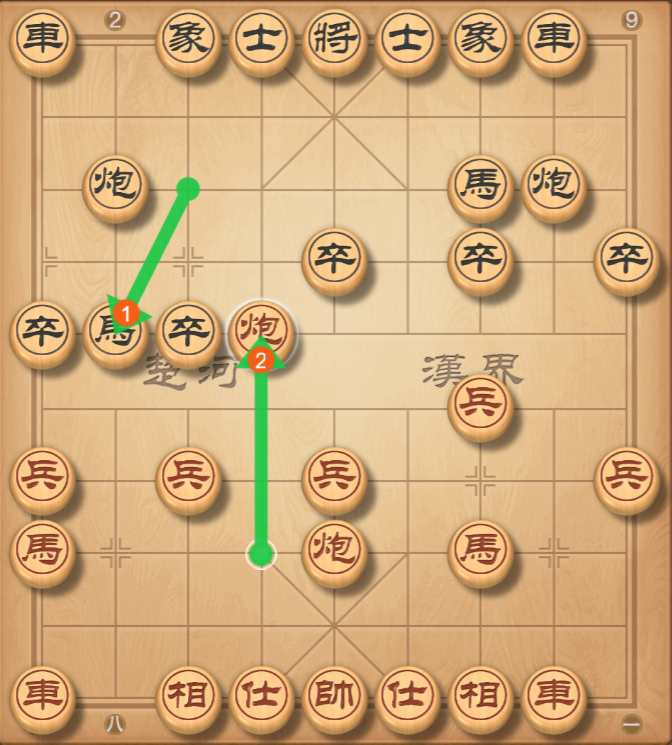 2 9
車 象 士 將 士 象 車
炮 馬 炮
卒 卒 卒
卒 馬 卒 炮
1 2
楚河 漢界
兵
兵 兵 兵 兵
馬 炮 馬
車 相 仕 帥 仕 相 車
八 一